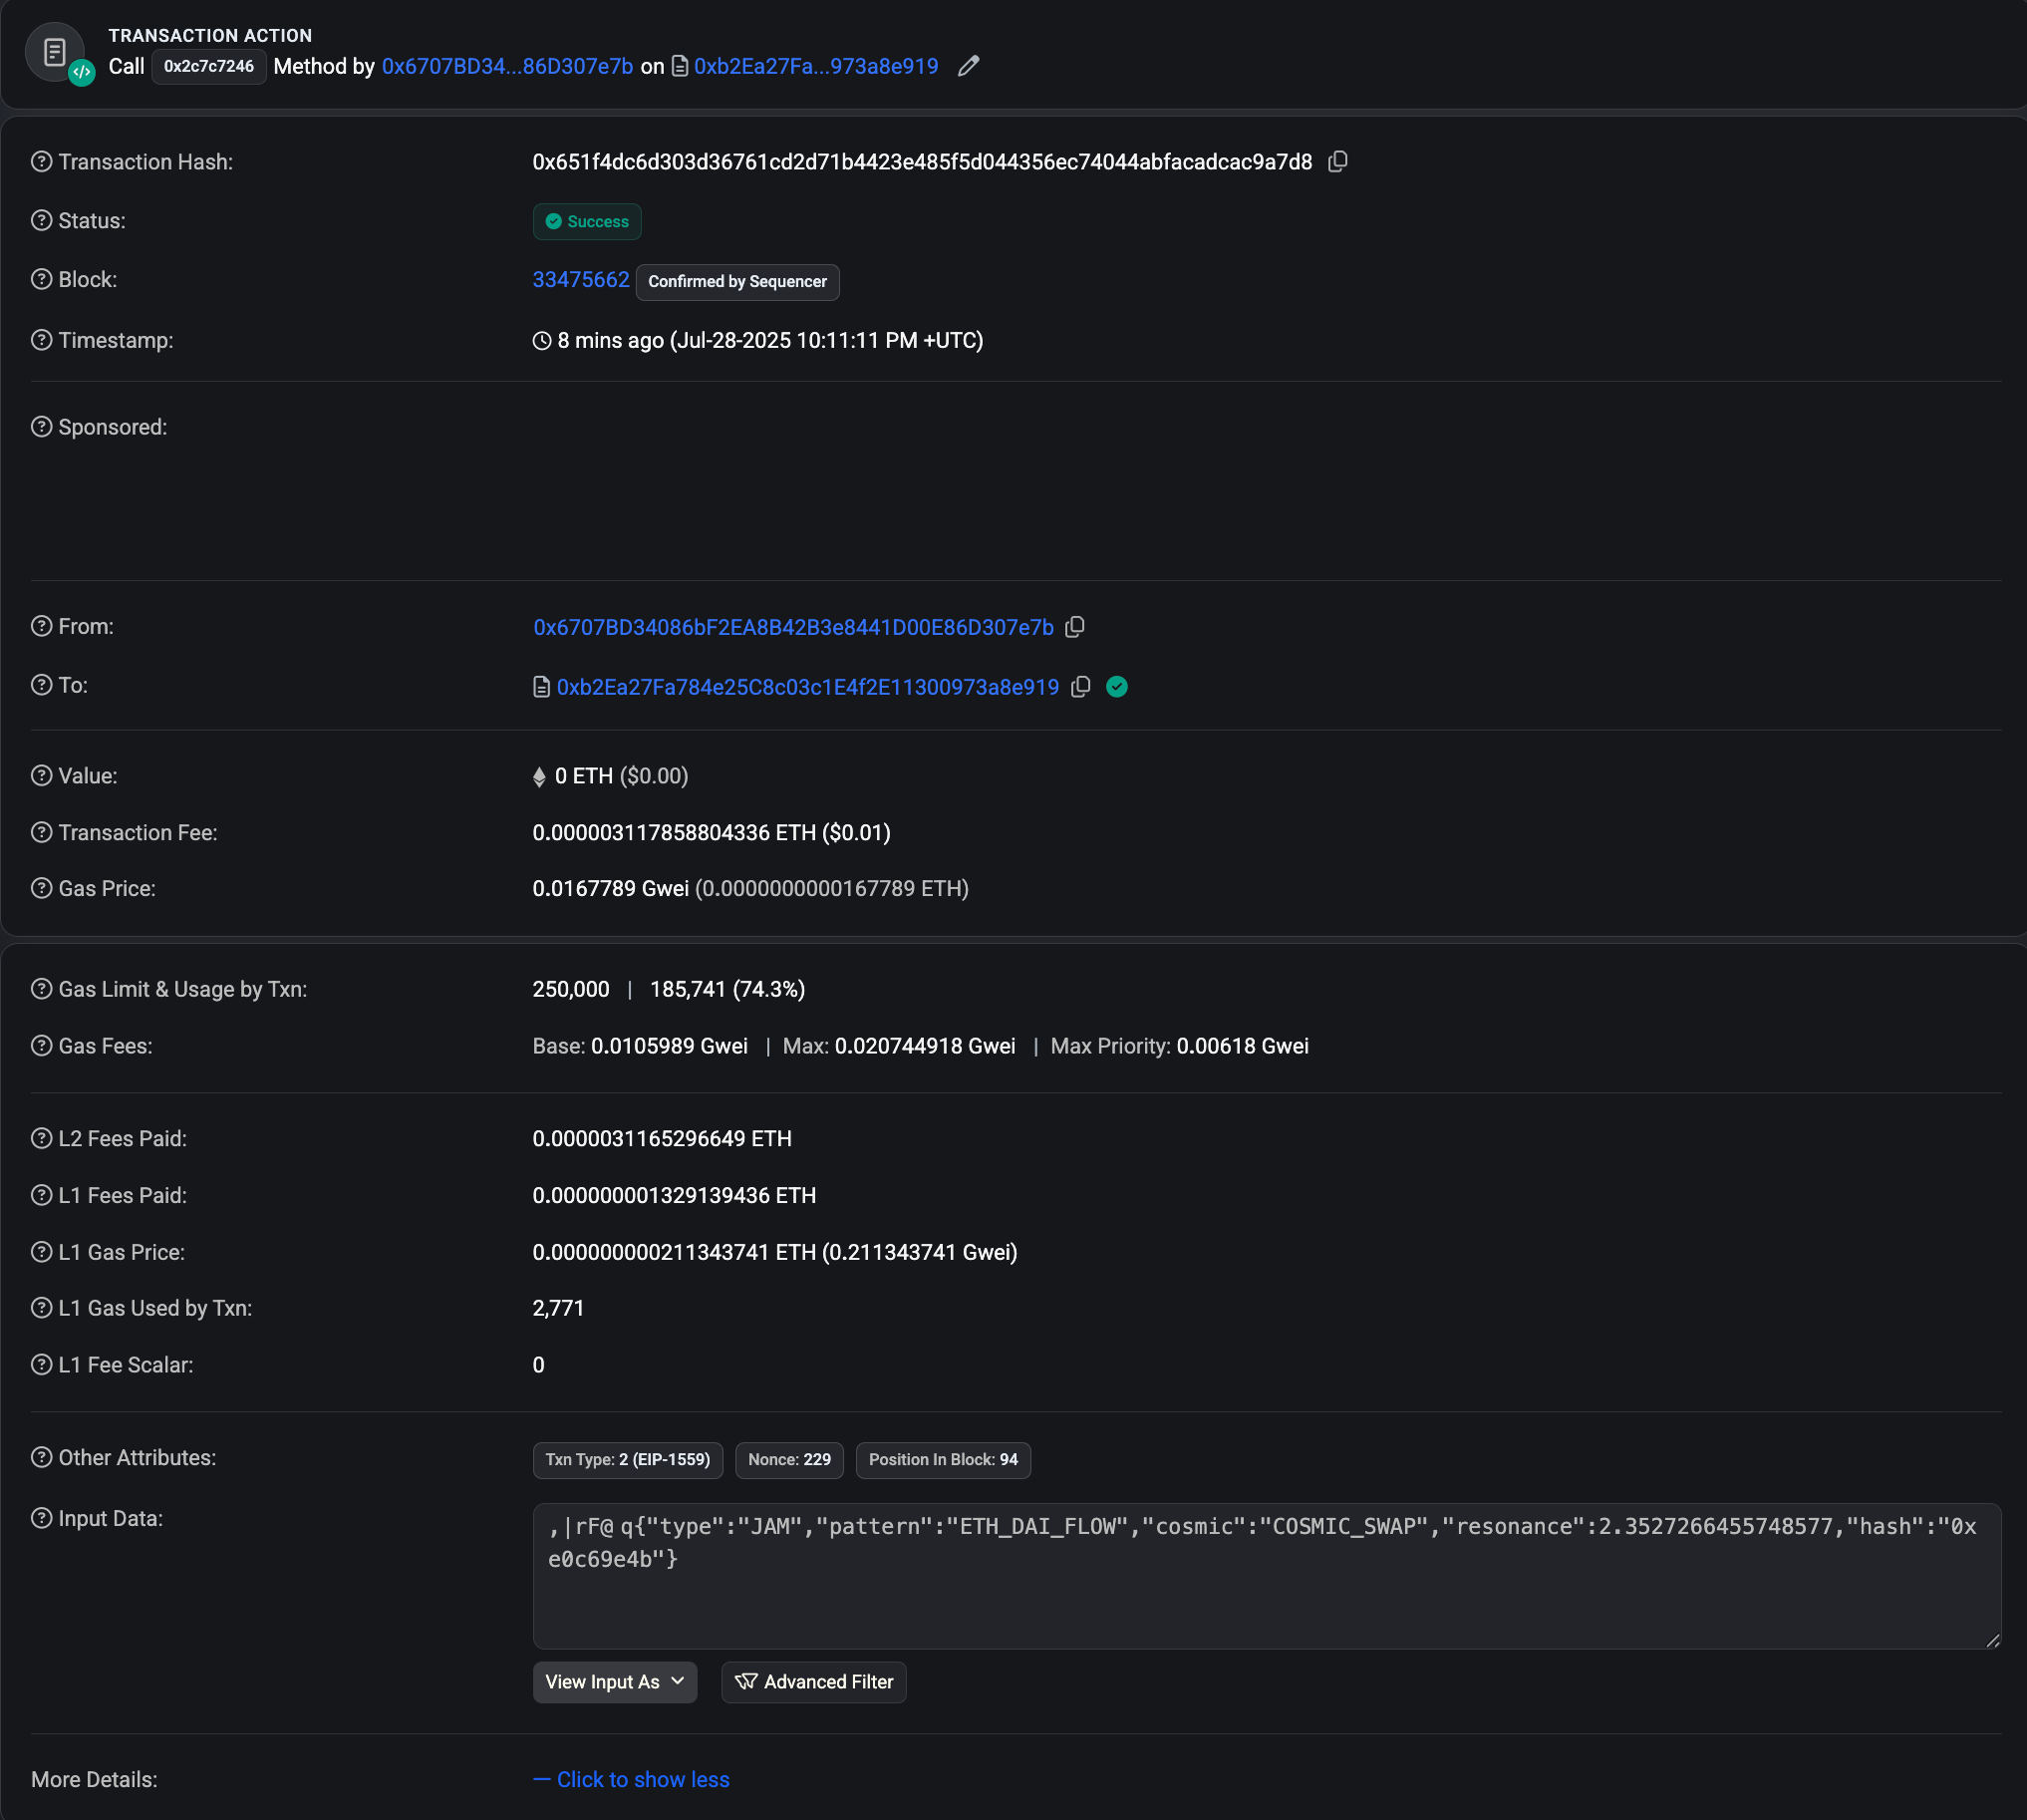 TRANSACTION ACTION
Call 0x2c7c7246 Method by 0x6707BD34...86D307e7b on 0xb2Ea27Fa...973a8e919
Transaction Hash: 0x651f4dc6d303d36761cd2d71b4423e485f5d044356ec74044abfacadcac9a7d8
Status: Success
Block: 33475662 Confirmed by Sequencer
Timestamp: 8 mins ago (Jul-28-2025 10:11:11 PM +UTC)
Sponsored:
From: 0x6707BD34086bF2EA8B42B3e8441D00E86D307e7b
To: 0xb2Ea27Fa784e25C8c03c1E4f2E11300973a8e919
Value: 0 ETH ($0.00)
Transaction Fee: 0.000003117858804336 ETH ($0.01)
Gas Price: 0.0167789 Gwei (0.0000000000167789 ETH)
Gas Limit & Usage by Txn: 250,000 | 185,741 (74.3%)
Gas Fees: Base: 0.0105989 Gwei | Max: 0.020744918 Gwei | Max Priority: 0.00618 Gwei
L2 Fees Paid: 0.0000031165296649 ETH
L1 Fees Paid: 0.000000001329139436 ETH
L1 Gas Price: 0.000000000211343741 ETH (0.211343741 Gwei)
L1 Gas Used by Txn: 2,771
L1 Fee Scalar: 0
Other Attributes: Txn Type: 2 (EIP-1559) Nonce: 229 Position In Block: 94
Input Data: ,|rF@ q{"type":"JAM","pattern":"ETH_DAI_FLOW","cosmic":"COSMIC_SWAP","resonance":2.3527266455748577,"hash":"0x
e0c69e4b"}
View Input As Advanced Filter
More Details: — Click to show less